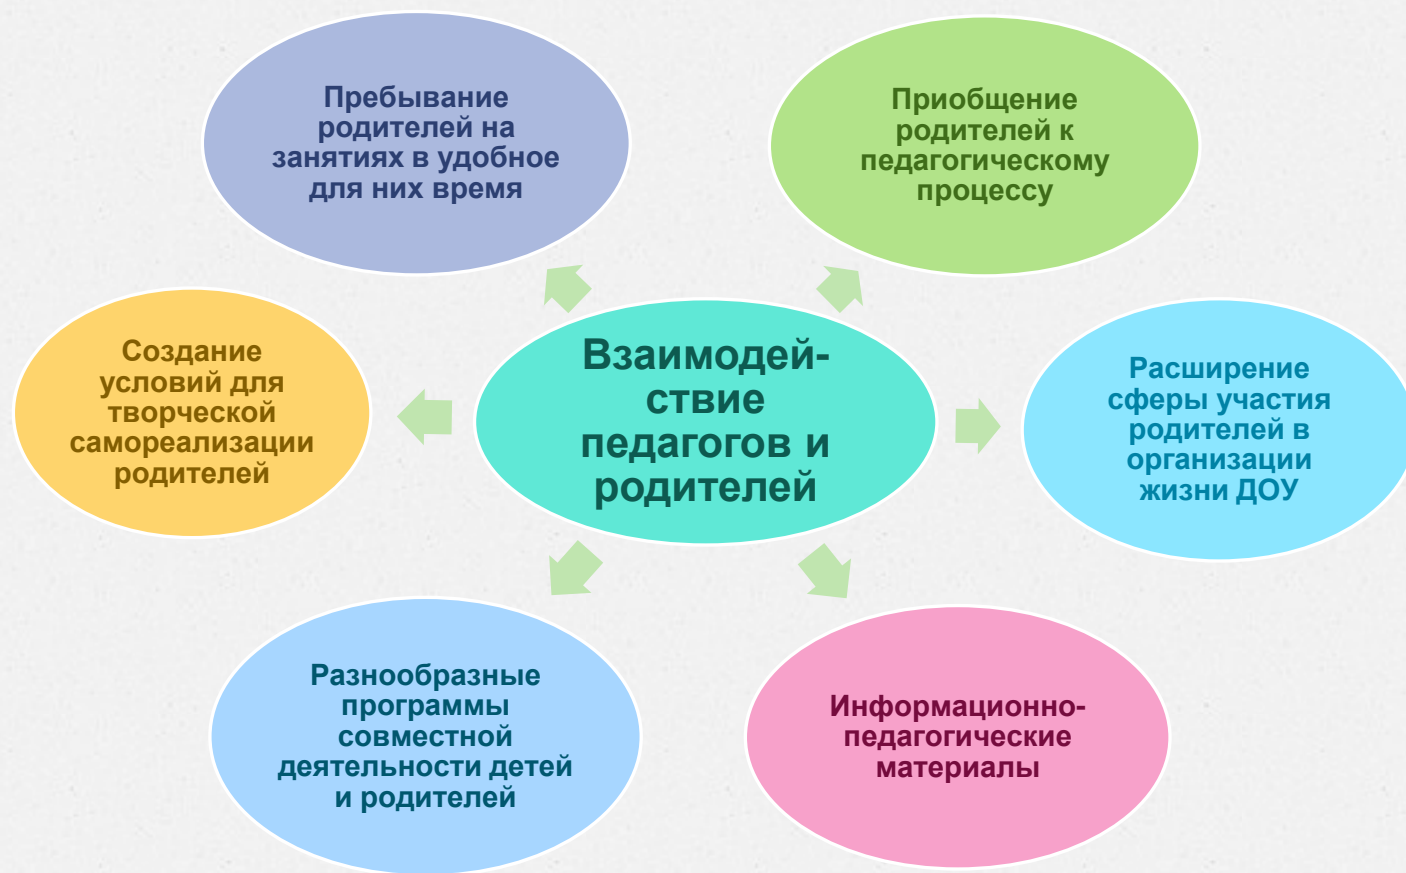 Пребывание
родителей на
занятиях в удобное
для них время
Приобщение
родителей к
педагогическому
процессу
Создание
условий для
творческой
самореализации
родителей
Взаимодей-
ствие
педагогов и
родителей
Расширение
сферы участия
родителей в
организации
жизни ДОУ
Разнообразные
программы
совместной
деятельности детей
и родителей
Информационно-
педагогические
материалы